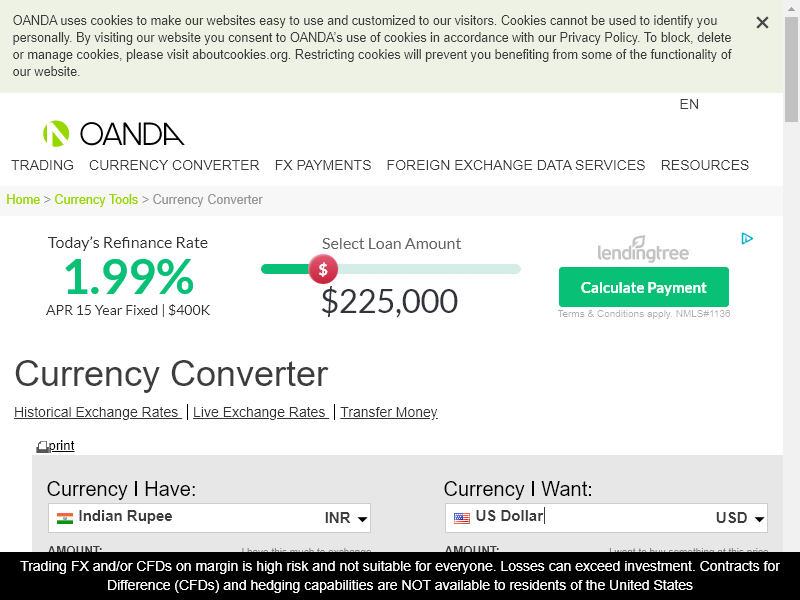 OANDA uses cookies to make our websites easy to use and customized to our visitors. Cookies cannot be used to identify you
personally. By visiting our website you consent to OANDA's use of cookies in accordance with our Privacy Policy. To block, delete
or manage cookies, please visit aboutcookies.org. Restricting cookies will prevent you benefiting from some of the functionality of
our website.
EN
OANDA
TRADING CURRENCY CONVERTER FX PAYMENTS FOREIGN EXCHANGE DATA SERVICES RESOURCES
Home > Currency Tools > Currency Converter
Today's Refinance Rate
1.99%
APR 15 Year Fixed | $400K
Select Loan Amount
$
$225,000
lendingtree
Calculate Payment
Terms & Conditions apply. NMLS#1136
Currency Converter
Historical Exchange Rates | Live Exchange Rates | Transfer Money
print
Currency I Have:
Indian Rupee INR
AMOUNT: I have this much to exchange
Currency I Want:
US Dollar USD
AMOUNT: I want to buy something at this price
Trading FX and/or CFDs on margin is high risk and not suitable for everyone. Losses can exceed investment. Contracts for
Difference (CFDs) and hedging capabilities are NOT available to residents of the United States